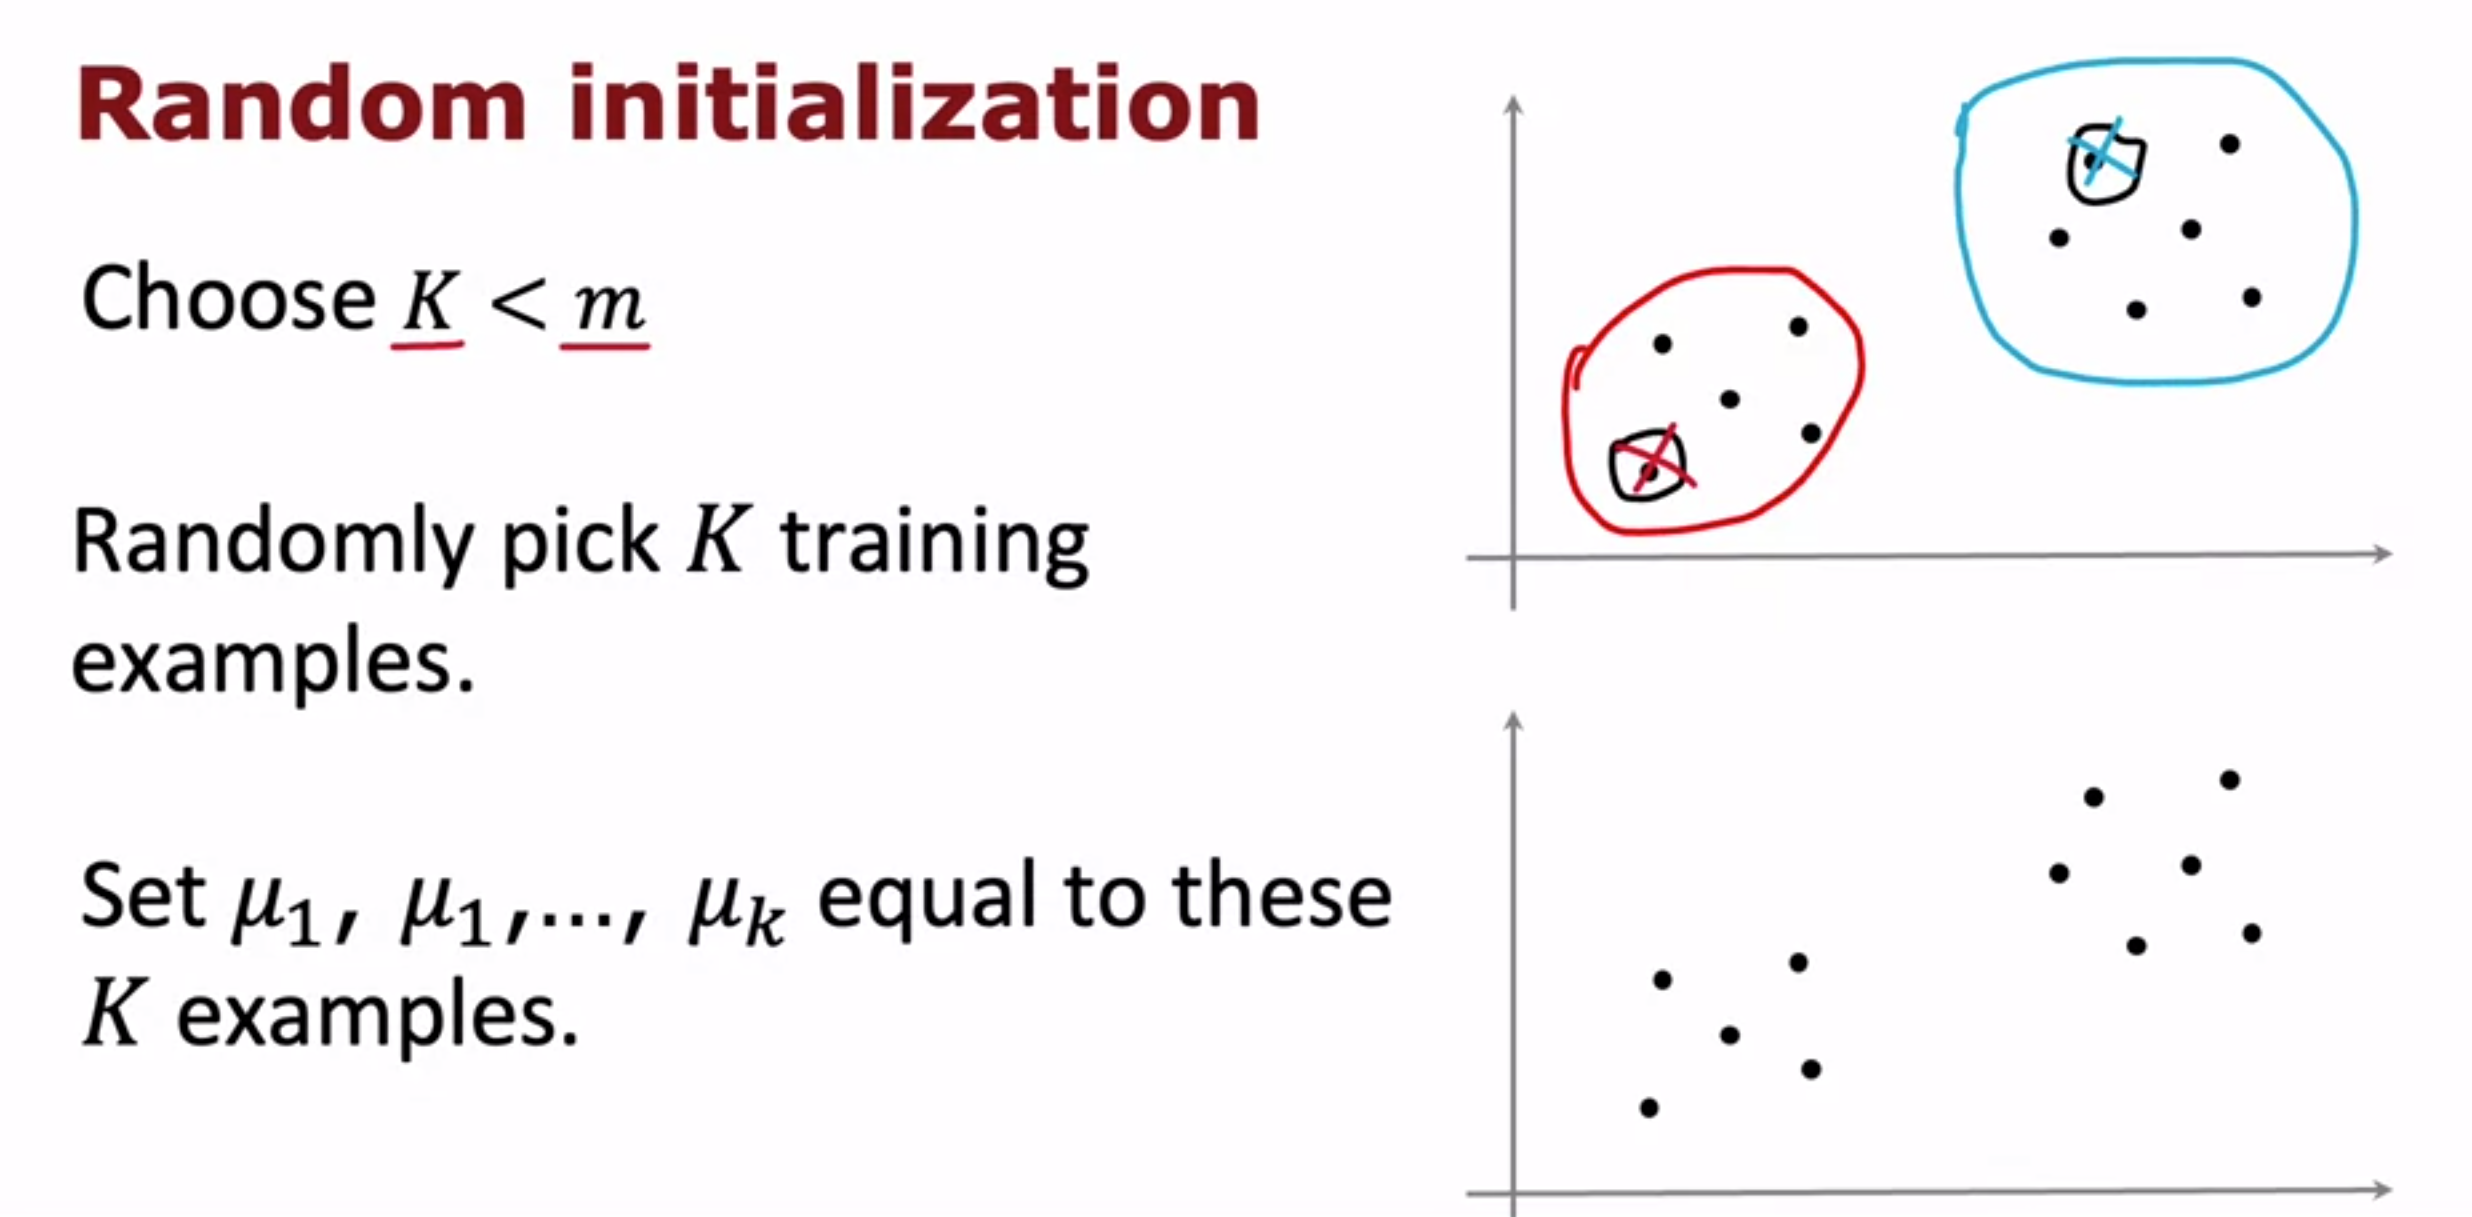 Random initialization
Choose K < m
Randomly pick K training
examples.
Set μ₁, μ₁,..., μₖ equal to these
K examples.